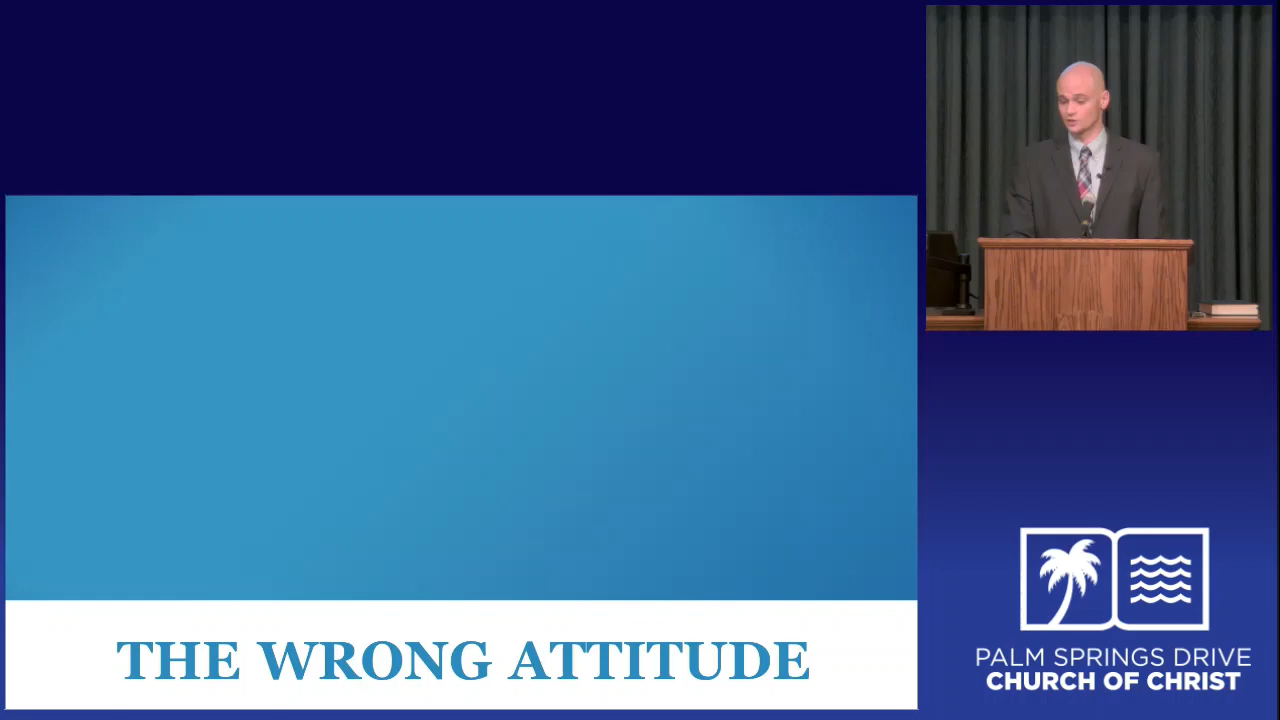 THE WRONG ATTITUDE
PALM SPRINGS DRIVE
CHURCH OF CHRIST